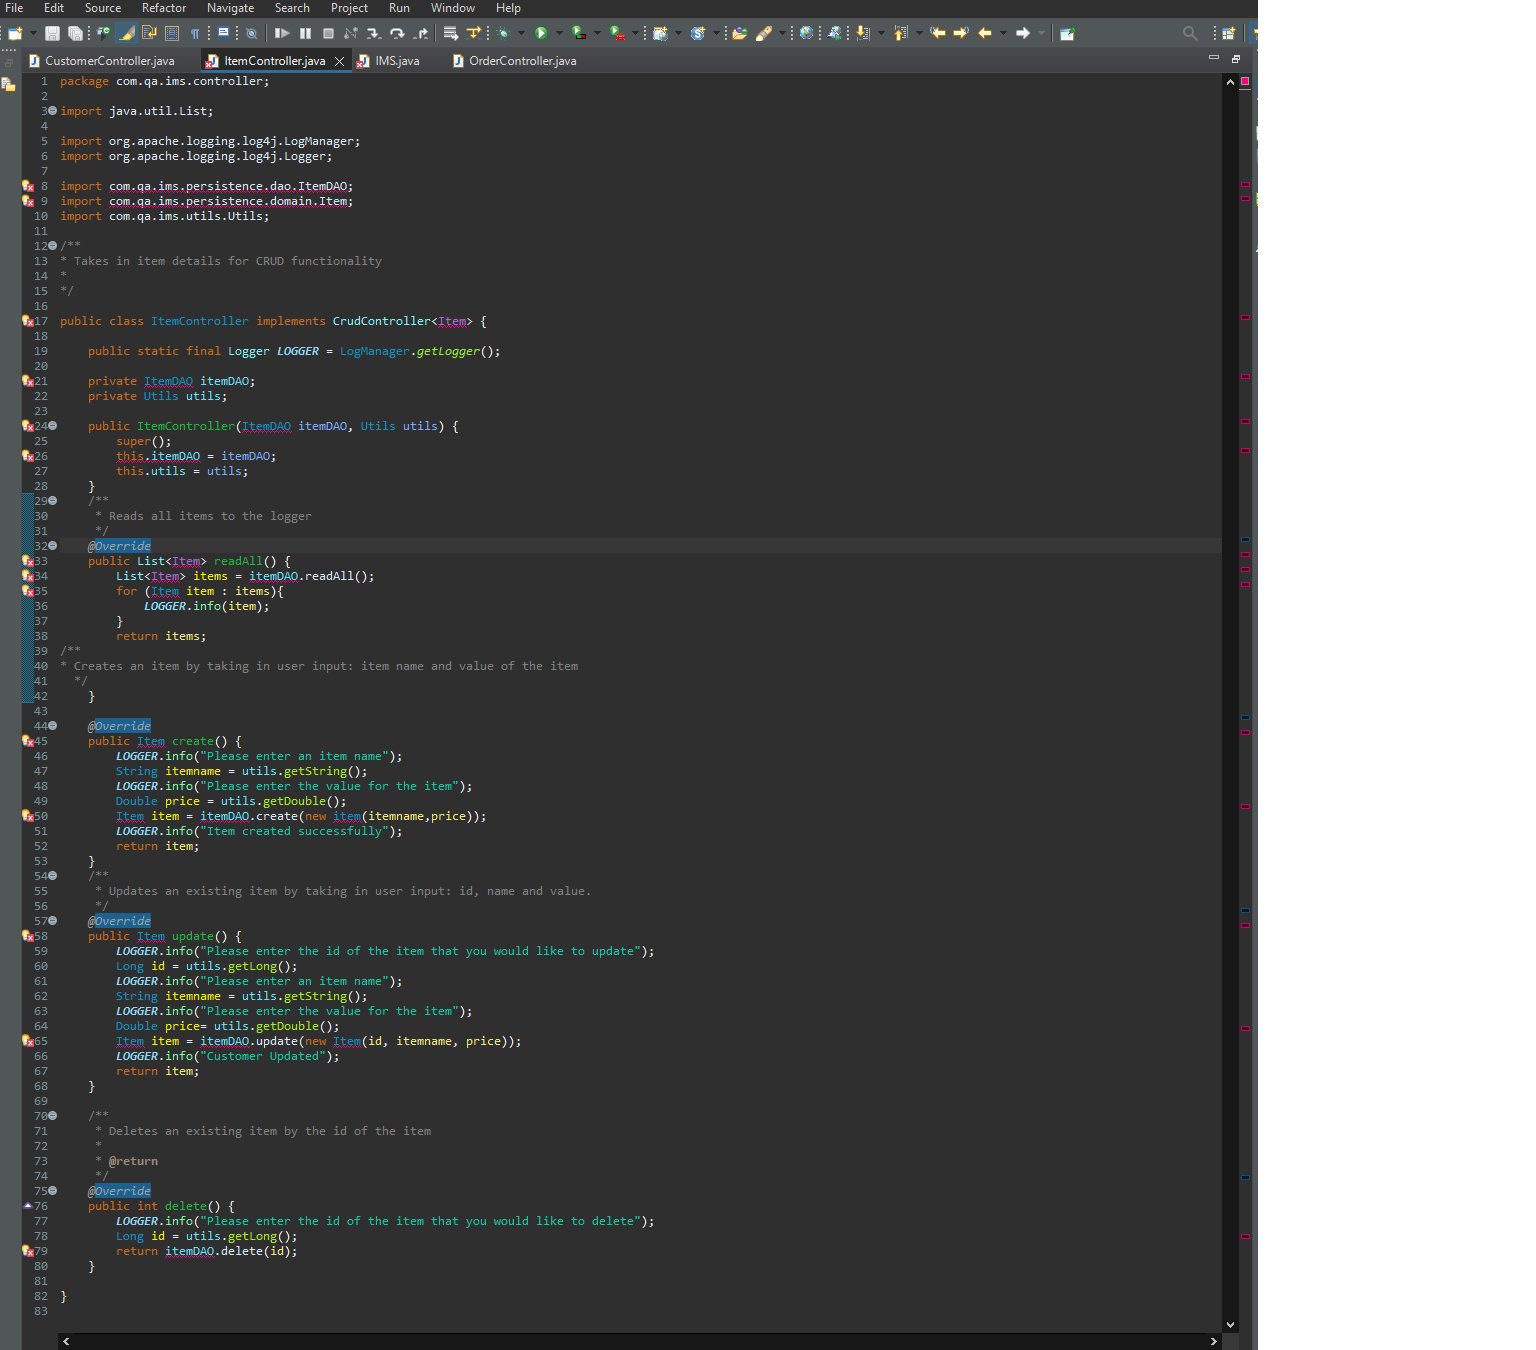 File Edit Source Refactor Navigate Search Project Run Window Help
CustomerController.java ItemController.java IMS.java OrderController.java
1 package com.qa.ims.controller;
2
3 import java.util.List;
4
5 import org.apache.logging.log4j.LogManager;
6 import org.apache.logging.log4j.Logger;
7
8 import com.qa.ims.persistence.dao.ItemDAO;
9 import com.qa.ims.persistence.domain.Item;
10 import com.qa.ims.utils.Utils;
11
12 /**
13 * Takes in item details for CRUD functionality
14 *
15 */
16
17 public class ItemController implements CrudController<Item> {
18
19 public static final Logger LOGGER = LogManager.getLogger();
20
21 private ItemDAO itemDAO;
22 private Utils utils;
23
24 public ItemController(ItemDAO itemDAO, Utils utils) {
25 super();
26 this.itemDAO = itemDAO;
27 this.utils = utils;
28 }
29 /**
30 * Reads all items to the logger
31 */
32 @Override
33 public List<Item> readAll() {
34 List<Item> items = itemDAO.readAll();
35 for (Item item : items){
36 LOGGER.info(item);
37 }
38 return items;
39 /**
40 * Creates an item by taking in user input: item name and value of the item
41 */
42 }
43
44 @Override
45 public Item create() {
46 LOGGER.info("Please enter an item name");
47 String itemname = utils.getString();
48 LOGGER.info("Please enter the value for the item");
49 Double price = utils.getDouble();
50 Item item = itemDAO.create(new item(itemname,price));
51 LOGGER.info("Item created successfully");
52 return item;
53 }
54 /**
55 * Updates an existing item by taking in user input: id, name and value.
56 */
57 @Override
58 public Item update() {
59 LOGGER.info("Please enter the id of the item that you would like to update");
60 Long id = utils.getLong();
61 LOGGER.info("Please enter an item name");
62 String itemname = utils.getString();
63 LOGGER.info("Please enter the value for the item");
64 Double price= utils.getDouble();
65 Item item = itemDAO.update(new Item(id, itemname, price));
66 LOGGER.info("Customer Updated");
67 return item;
68 }
69
70 /**
71 * Deletes an existing item by the id of the item
72 *
73 * @return
74 */
75 @Override
76 public int delete() {
77 LOGGER.info("Please enter the id of the item that you would like to delete");
78 Long id = utils.getLong();
79 return itemDAO.delete(id);
80 }
81
82 }
83